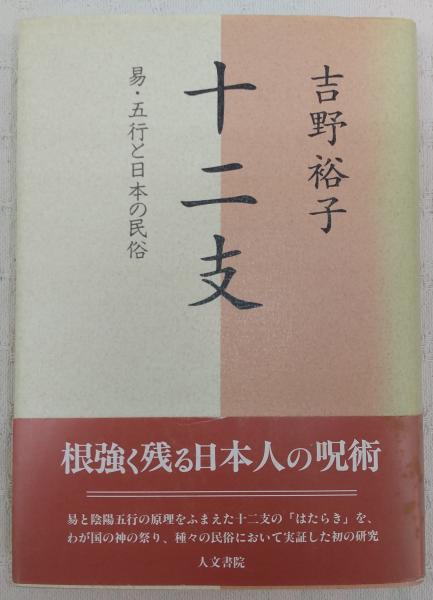 吉野裕子
十二支
易・五行と日本の民俗
根強く残る日本人の呪術
易と陰陽五行の原理をふまえた十二支の「はたらき」を、
わが国の神の祭り、種々の民俗において実証した初の研究
人文書院